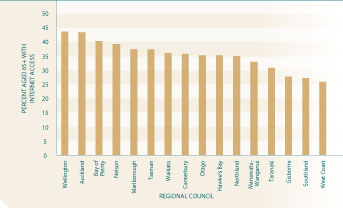 PERCENT AGED 65+ WITH
INTERNET ACCESS
50
45
40
35
30
25
20
15
10
5
0
Wellington
Auckland
Bay of
Plenty
Nelson
Marlborough
Tasman
Waikato
Canterbury
Otago
Hawke's Bay
Northland
Manawatu-
Wanganui
Taranaki
Gisborne
Southland
West Coast
REGIONAL COUNCIL